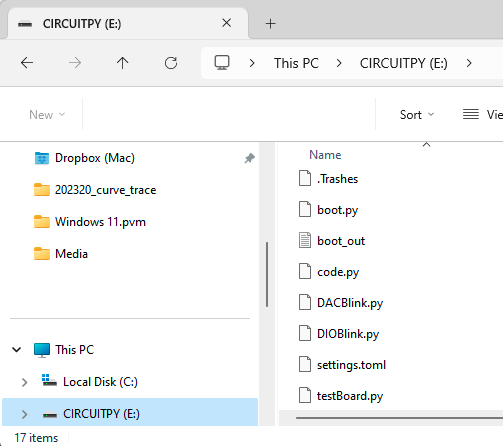 CIRCUITPY (E:)
This PC CIRCUITPY (E:)
New Sort Vie
Dropbox (Mac)
202320_curve_trace
Windows 11.pvm
Media
This PC
Local Disk (C:)
CIRCUITPY (E:)
Name
.Trashes
boot.py
boot_out
code.py
DACBlink.py
DIOBlink.py
settings.toml
testBoard.py
17 items